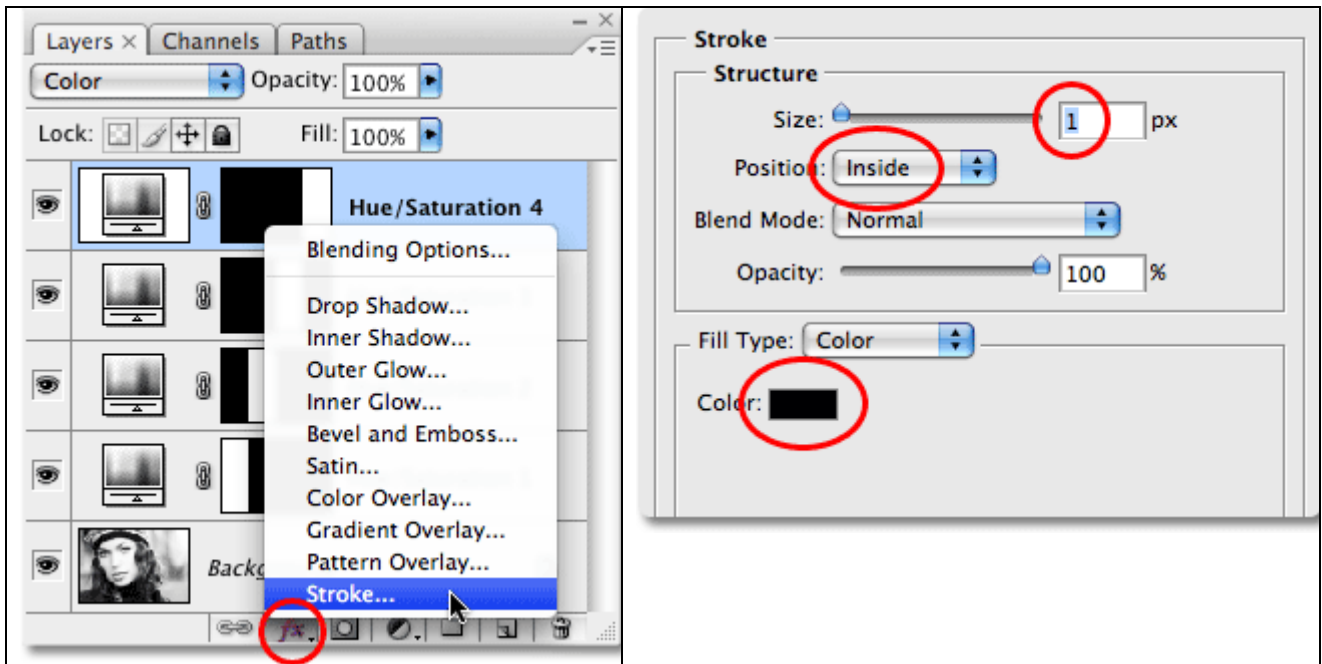 Layers × Channels Paths
Color Opacity: 100%
Lock: Fill: 100%
Hue/Saturation 4
Blending Options...
Drop Shadow...
Inner Shadow...
Outer Glow...
Inner Glow...
Bevel and Emboss...
Satin...
Color Overlay...
Gradient Overlay...
Pattern Overlay...
Stroke...
fx
Stroke
Structure
Size: 1 px
Position: Inside
Blend Mode: Normal
Opacity: 100 %
Fill Type: Color
Color: